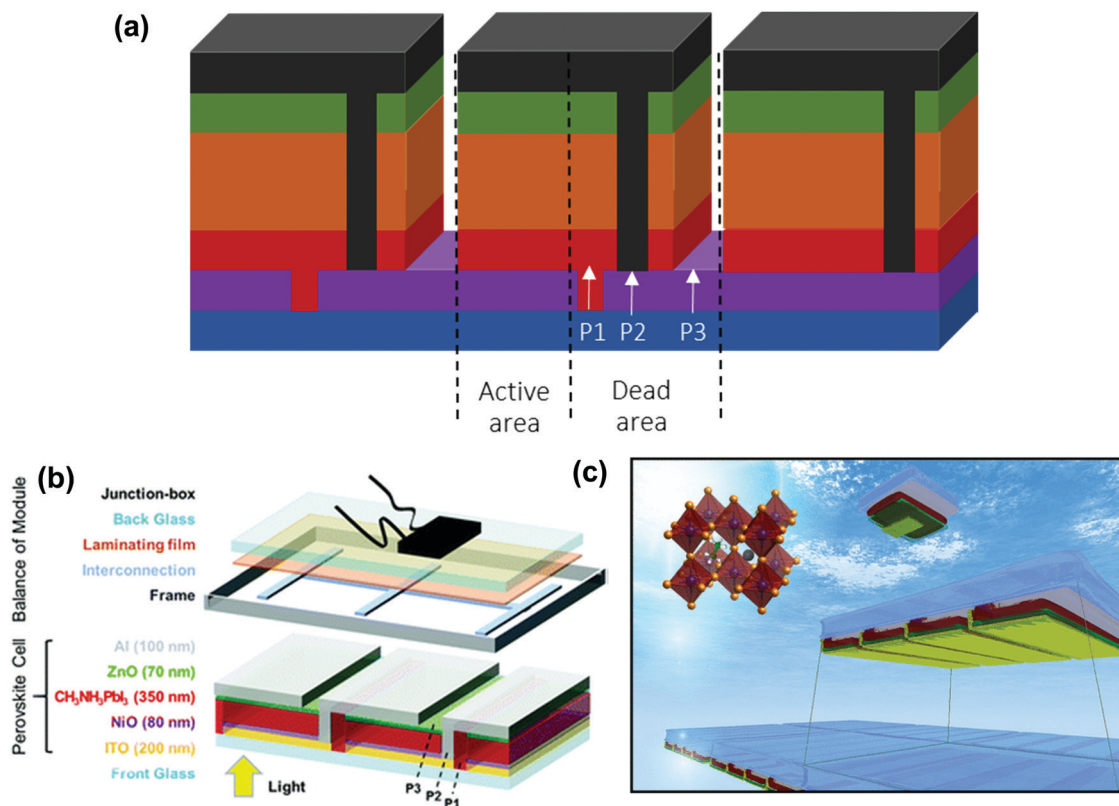 (a)
P1
P2
P3
Active
area
Dead
area
(b)
Balance of Module
Junction-box
Back Glass
Laminating film
Interconnection
Frame
Perovskite Cell
Al (100 nm)
ZnO (70 nm)
CH₃NH₃PbI₃ (350 nm)
NiO (80 nm)
ITO (200 nm)
Front Glass
Light
P3
P2
P1
(c)